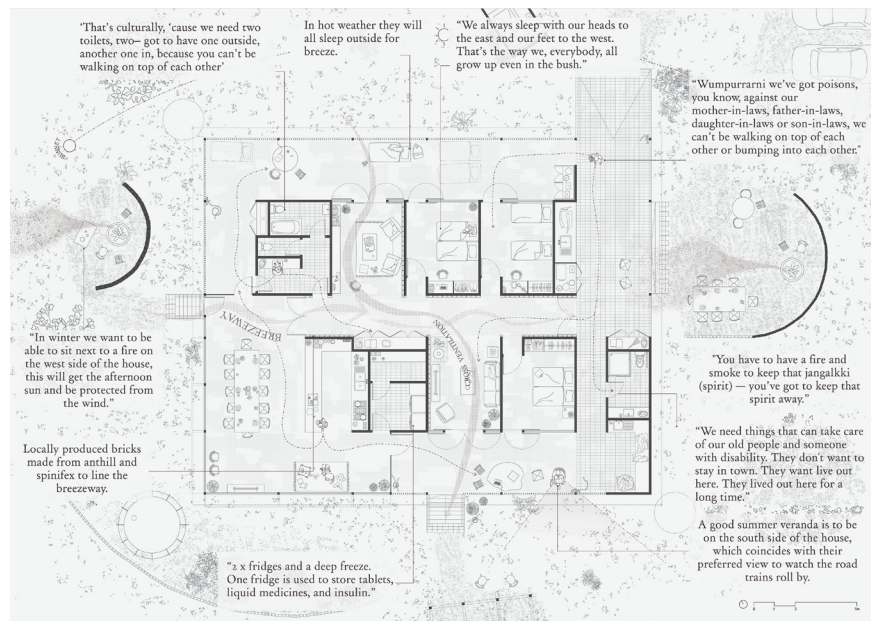 'That's culturally, 'cause we need two
toilets, two– got to have one outside,
another one in, because you can't be
walking on top of each other'
In hot weather they will
all sleep outside for
breeze.
"We always sleep with our heads to
the east and our feet to the west.
That's the way we, everybody, all
grow up even in the bush."
"Wumpurrarni we've got poisons,
you know, against our
mother-in-laws, father-in-laws,
daughter-in-laws or son-in-laws, we
can't be walking on top of each
other or bumping into each other."
BREEZEWAY
CROSS VENTILATION
"In winter we want to be
able to sit next to a fire on
the west side of the house,
this will get the afternoon
sun and be protected from
the wind."
"You have to have a fire and
smoke to keep that jangalkki
(spirit) — you've got to keep that
spirit away."
Locally produced bricks
made from anthill and
spinifex to line the
breezeway.
"We need things that can take care
of our old people and someone
with disability. They don't want to
stay in town. They want live out
here. They lived out here for a
long time."
A good summer veranda is to be
on the south side of the house,
which coincides with their
preferred view to watch the road
trains roll by.
"2 x fridges and a deep freeze.
One fridge is used to store tablets,
liquid medicines, and insulin."